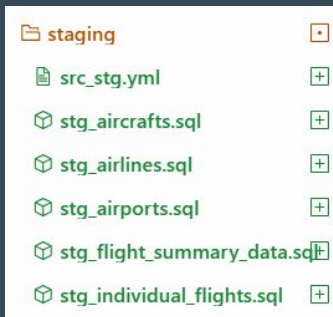 staging
src_stg.yml
stg_aircrafts.sql
stg_airlines.sql
stg_airports.sql
stg_flight_summary_data.sql
stg_individual_flights.sql